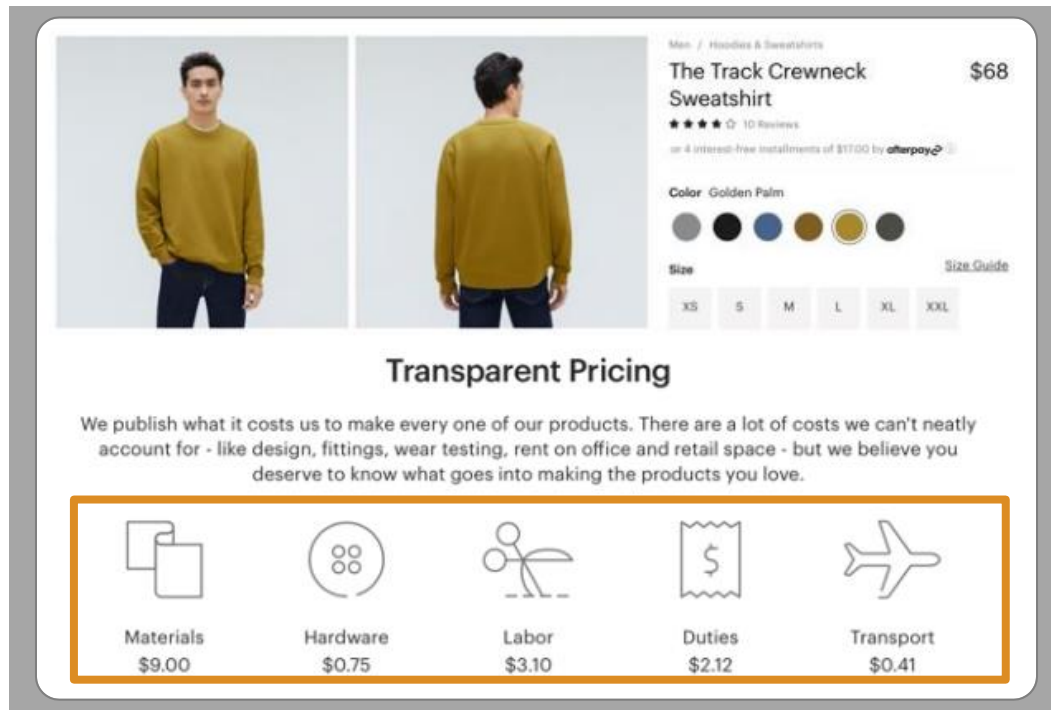 Men / Hoodies & Sweatshirts
The Track Crewneck
Sweatshirt
$68
10 Reviews
or 4 interest-free installments of $17.00 by afterpay
Color Golden Palm
Size
Size Guide
XS S M L XL XXL
Transparent Pricing
We publish what it costs us to make every one of our products. There are a lot of costs we can't neatly
account for - like design, fittings, wear testing, rent on office and retail space - but we believe you
deserve to know what goes into making the products you love.
$
Materials Hardware Labor Duties Transport
$9.00 $0.75 $3.10 $2.12 $0.41